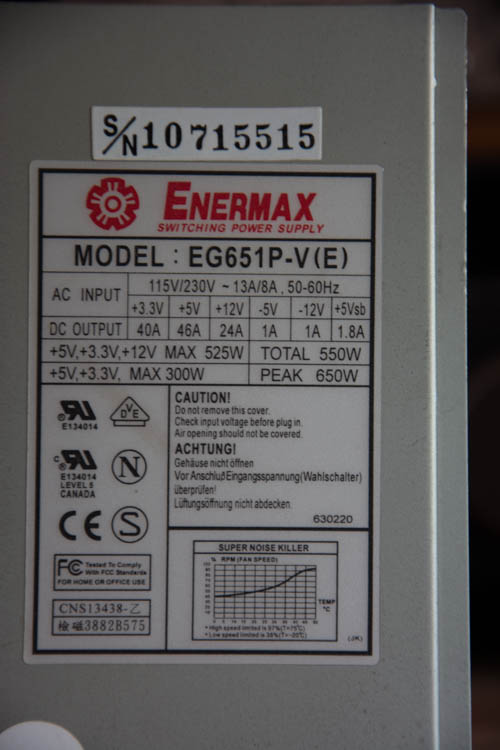 S/N 10715515
ENERMAX
SWITCHING POWER SUPPLY
MODEL : EG651P-V(E)
AC INPUT 115V/230V ~ 13A/8A , 50-60Hz
+3.3V +5V +12V -5V -12V +5Vsb
DC OUTPUT 40A 46A 24A 1A 1A 1.8A
+5V,+3.3V,+12V MAX 525W TOTAL 550W
+5V,+3.3V, MAX 300W PEAK 650W
CAUTION!
Do not remove this cover.
Check input voltage before plug in.
Air opening should not be covered.
ACHTUNG!
Gehäuse nicht öffnen
Vor Anschluß Eingangsspannung(Wahlschalter)
überprüfen!
Lüftungsöffnung nicht abdecken.
630220
E134014
DVE
E134014
LEVEL 5
CANADA
N
CE S
FC Tested To Comply
With FCC Standards
FOR HOME OR OFFICE USE
CNS13438-乙
檢磁3882B575
SUPER NOISE KILLER
% RPM (FAN SPEED)
TEMP
°C
(JK)